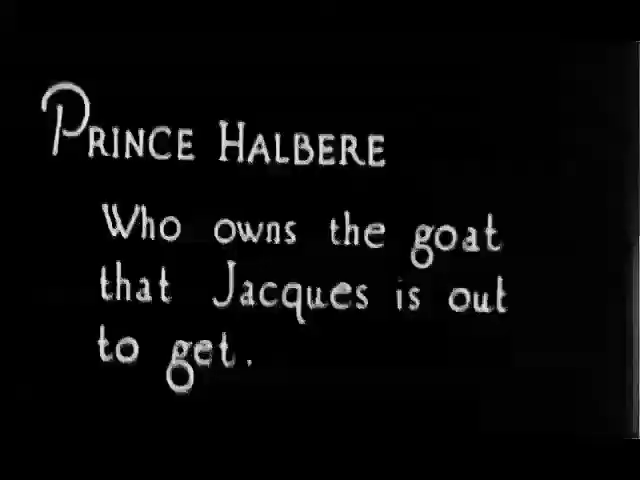 PRINCE HALBERE
Who owns the goat
that Jacques is out
to get.